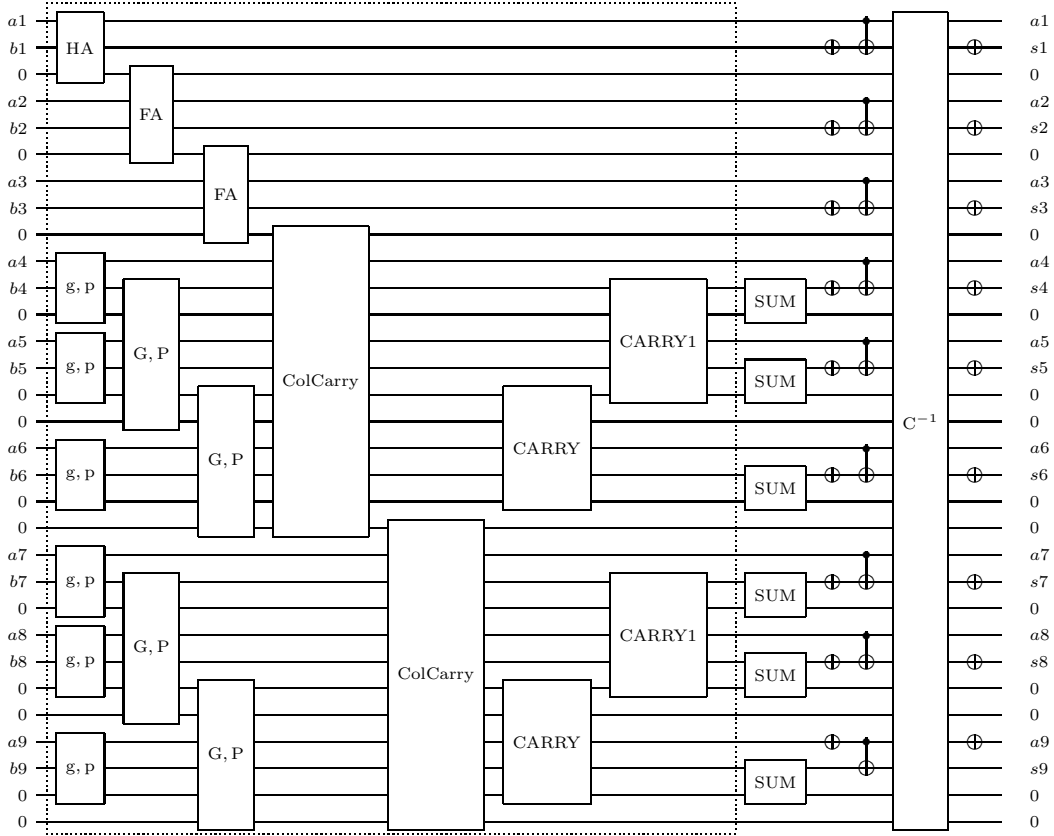 a1 HA a1
b1 s1
0 0
a2 FA a2
b2 s2
0 0
a3 FA a3
b3 s3
0 0
a4 g, p a4
b4 G, P CARRY1 SUM s4
0 0
a5 g, p ColCarry a5
b5 SUM s5
0 G, P CARRY 0
0 C⁻¹ 0
a6 g, p a6
b6 SUM s6
0 0
0 0
a7 g, p a7
b7 G, P CARRY1 SUM s7
0 0
a8 g, p ColCarry a8
b8 SUM s8
0 G, P CARRY 0
0 0
a9 g, p a9
b9 SUM s9
0 0
0 0